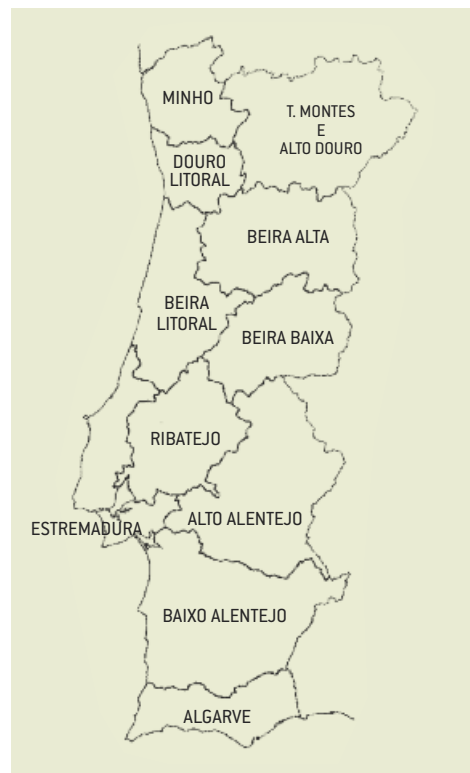 MINHO
T. MONTES
E
ALTO DOURO
DOURO
LITORAL
BEIRA ALTA
BEIRA
LITORAL
BEIRA BAIXA
RIBATEJO
ESTREMADURA
ALTO ALENTEJO
BAIXO ALENTEJO
ALGARVE